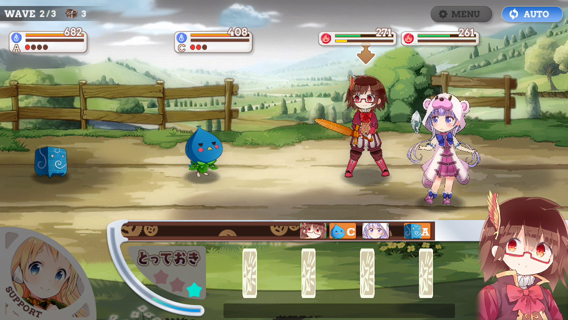 WAVE 2/3 3
MENU
AUTO
682
A
408
C
271
261
C
A
とっておき
SUPPORT